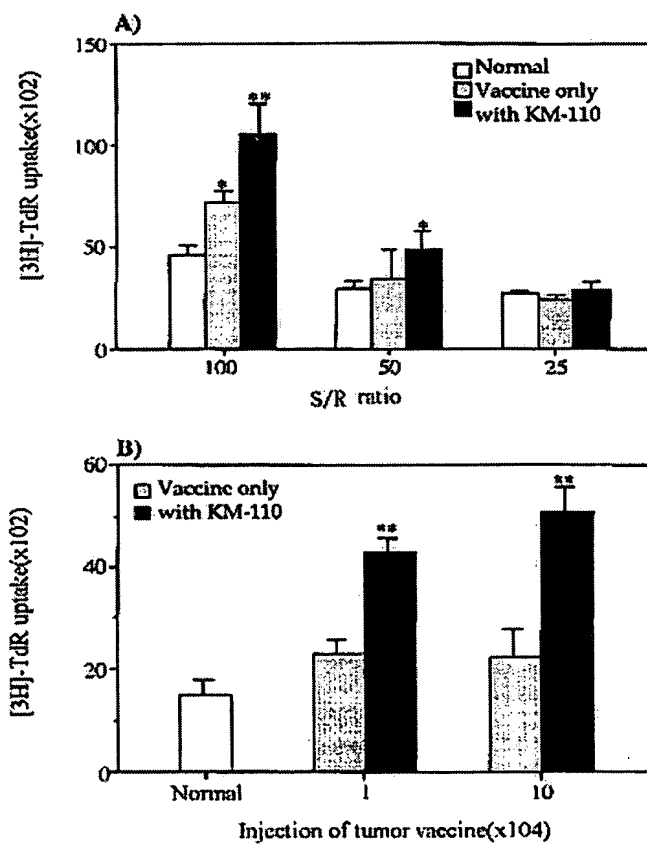 A)
150
100
50
0
[3H]-TdR uptake(x102)
Normal
Vaccine only
with KM-110
*
**
*
100
50
25
S/R ratio
B)
60
40
20
0
[3H]-TdR uptake(x102)
Vaccine only
with KM-110
**
**
Normal
1
10
Injection of tumor vaccine(x104)